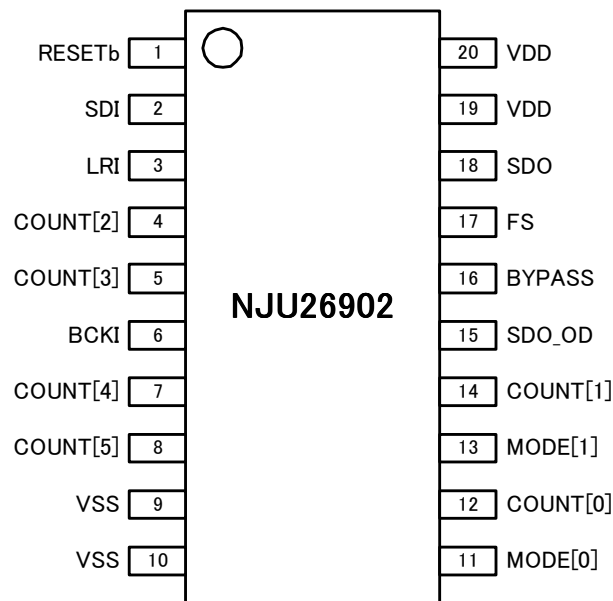 RESETb 1 20 VDD
SDI 2 19 VDD
LRI 3 18 SDO
COUNT[2] 4 17 FS
COUNT[3] 5 16 BYPASS
NJU26902
BCKI 6 15 SDO_OD
COUNT[4] 7 14 COUNT[1]
COUNT[5] 8 13 MODE[1]
VSS 9 12 COUNT[0]
VSS 10 11 MODE[0]